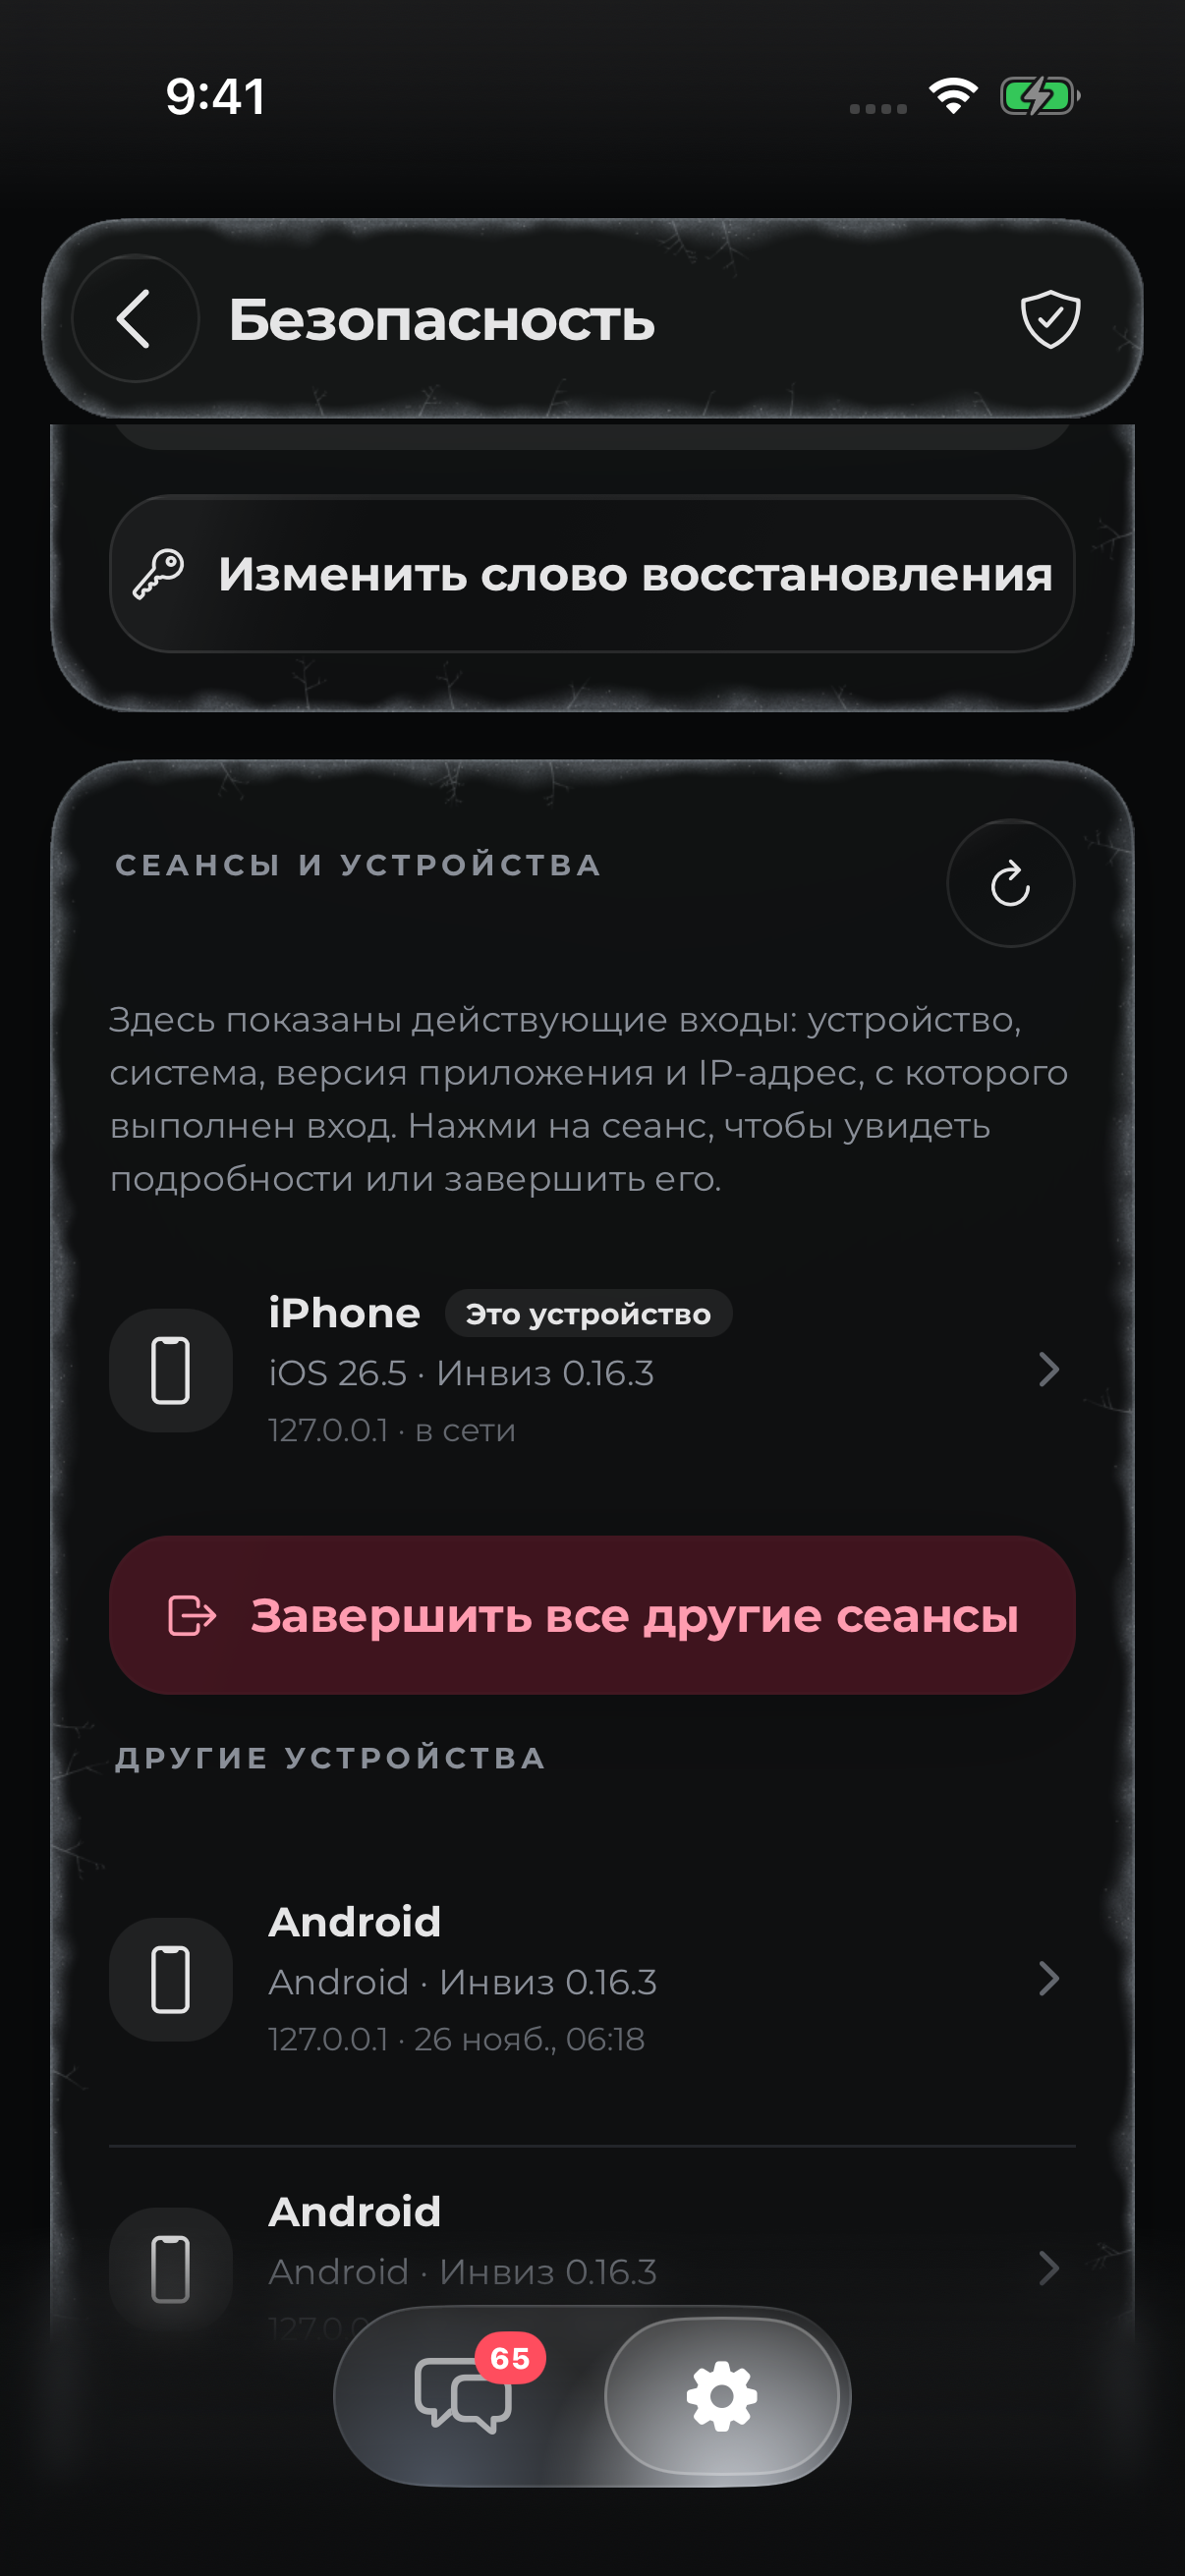 9:41
Безопасность
Изменить слово восстановления
СЕАНСЫ И УСТРОЙСТВА
Здесь показаны действующие входы: устройство,
система, версия приложения и IP-адрес, с которого
выполнен вход. Нажми на сеанс, чтобы увидеть
подробности или завершить его.
iPhone Это устройство
iOS 26.5 · Инвиз 0.16.3
127.0.0.1 · в сети
Завершить все другие сеансы
ДРУГИЕ УСТРОЙСТВА
Android
Android · Инвиз 0.16.3
127.0.0.1 · 26 нояб., 06:18
Android
Android · Инвиз 0.16.3
65